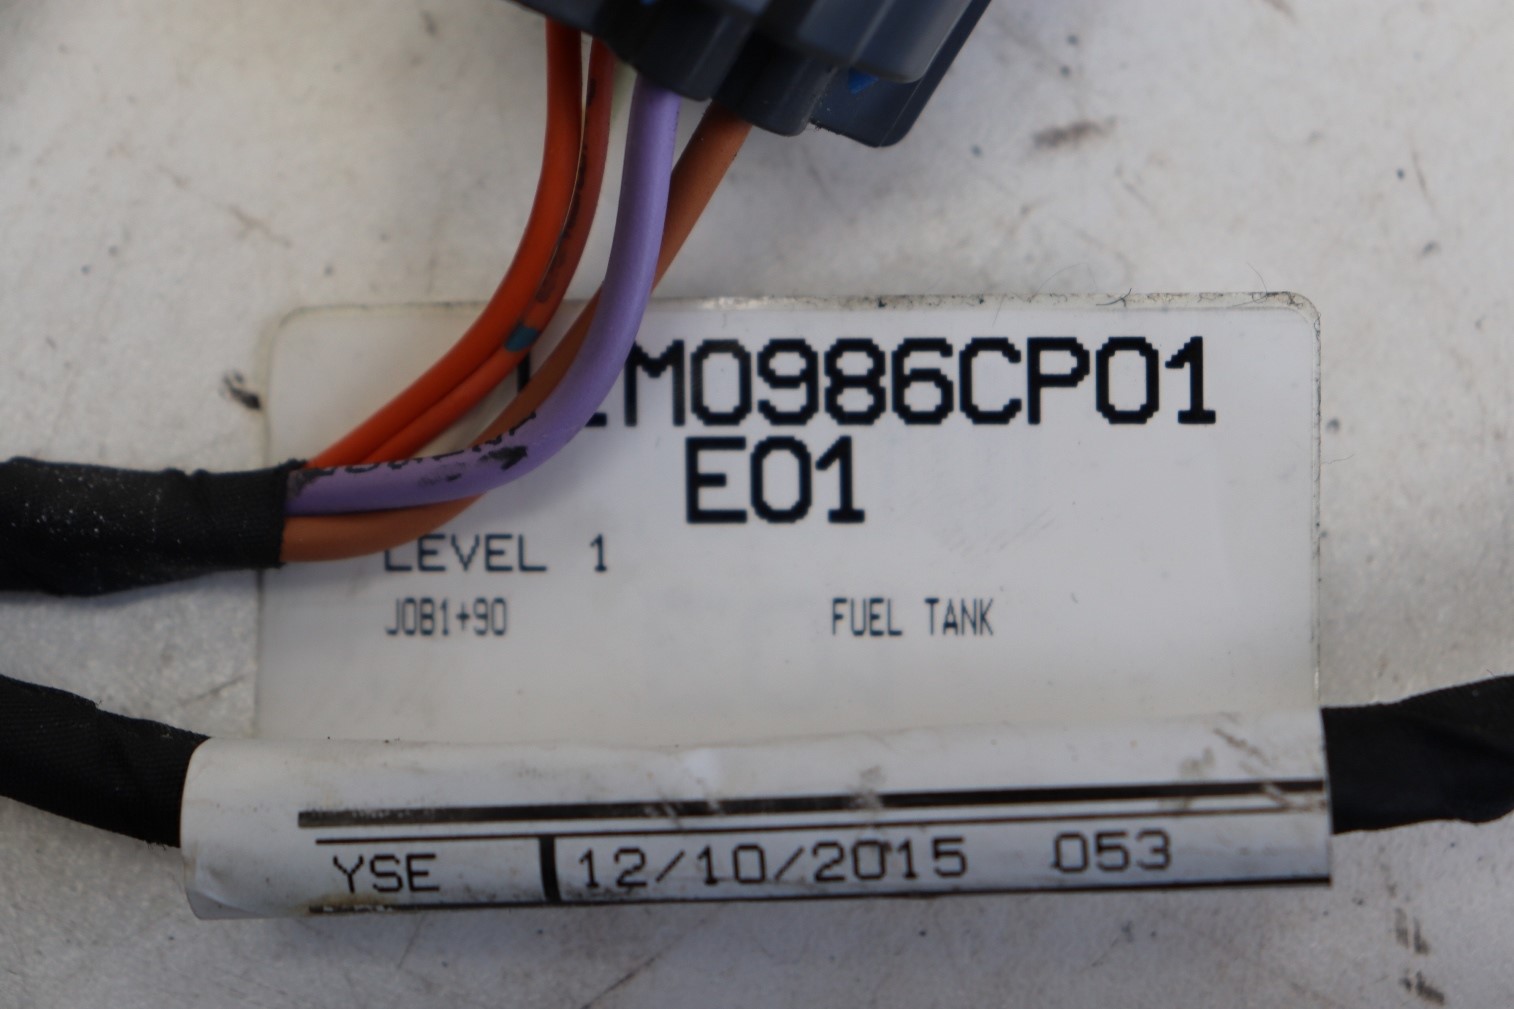 M0986CP01
E01
LEVEL 1
J081+90 FUEL TANK
YSE 12/10/2015 053